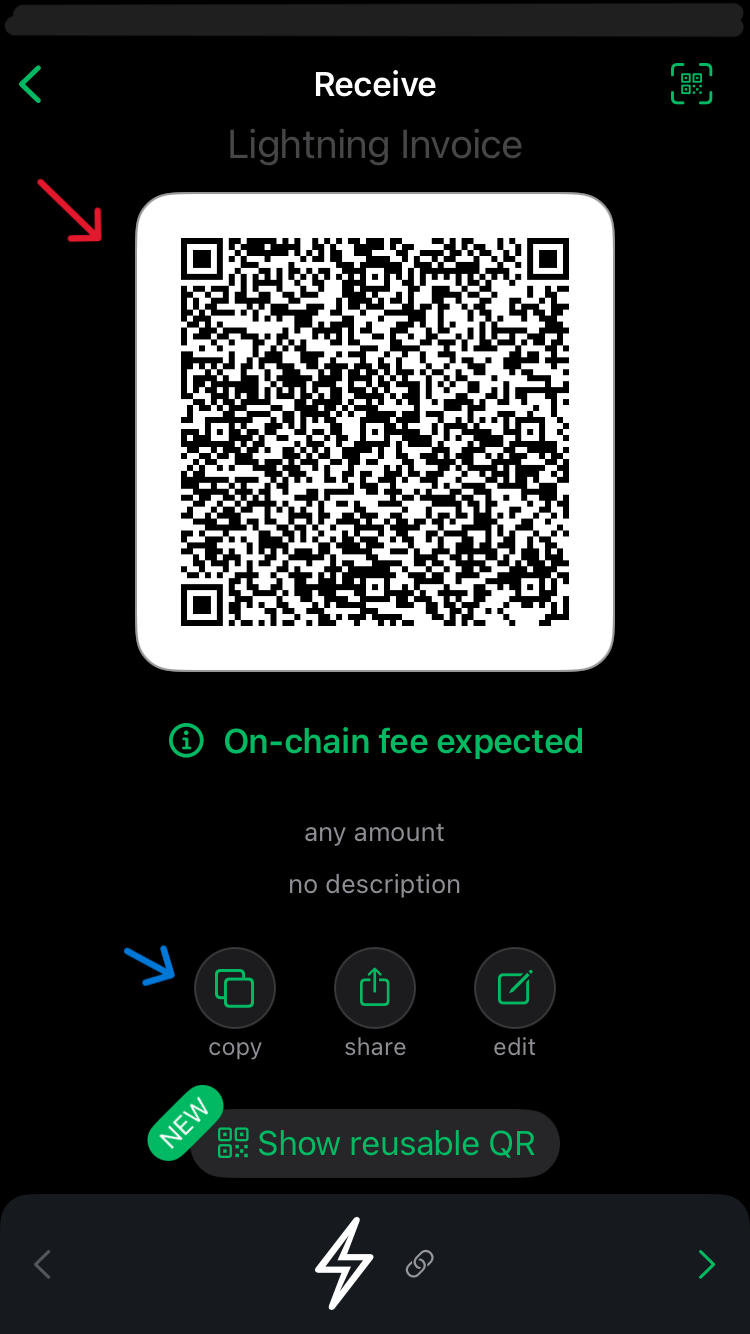 Receive
Lightning Invoice
On-chain fee expected
any amount
no description
copy share edit
NEW
Show reusable QR